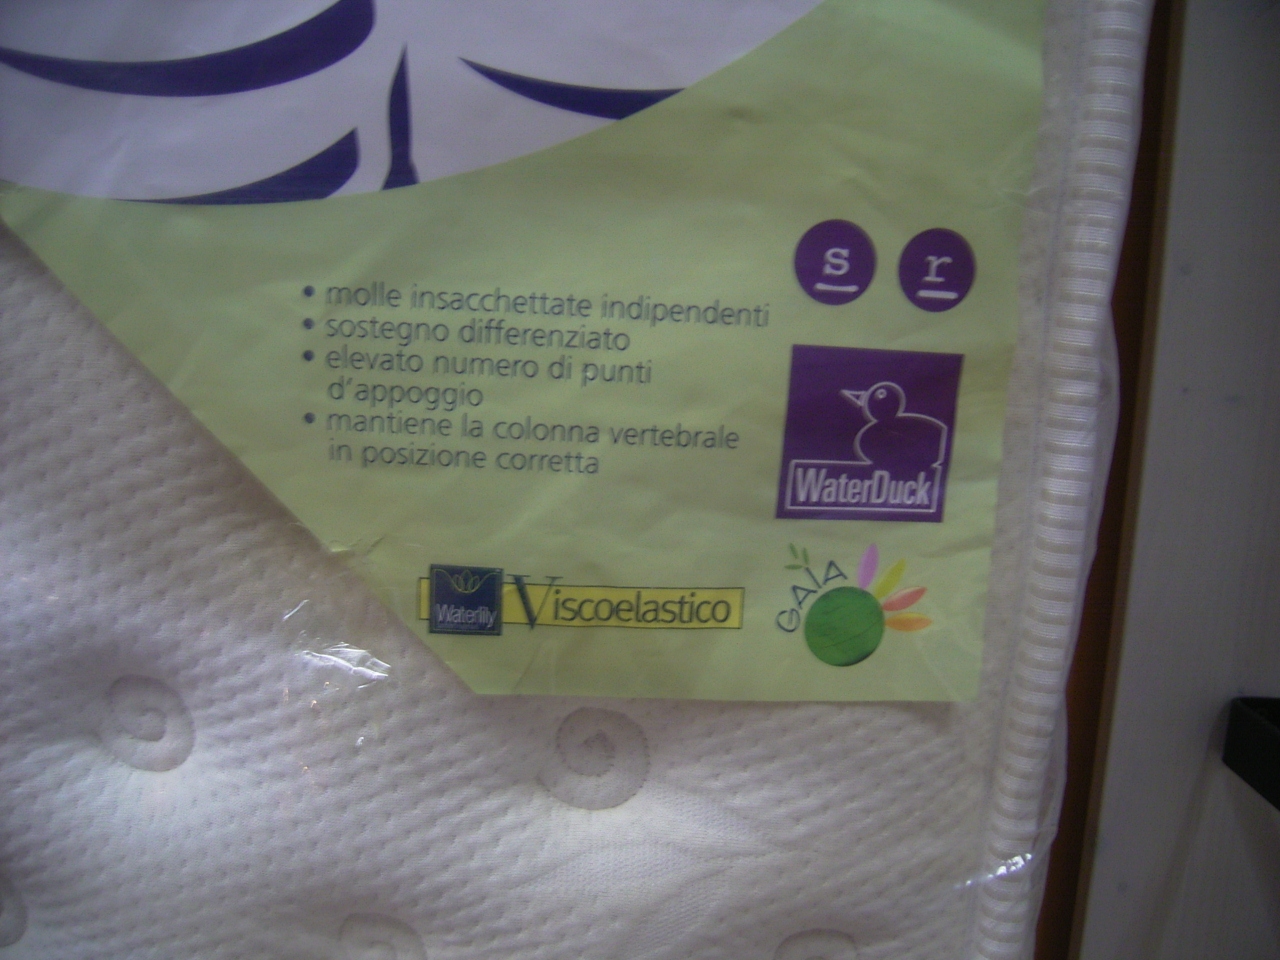 s r
• molle insacchettate indipendenti
• sostegno differenziato
• elevato numero di punti
d'appoggio
• mantiene la colonna vertebrale
in posizione corretta
WaterDuck
Waterlily Viscoelastico
GAIA